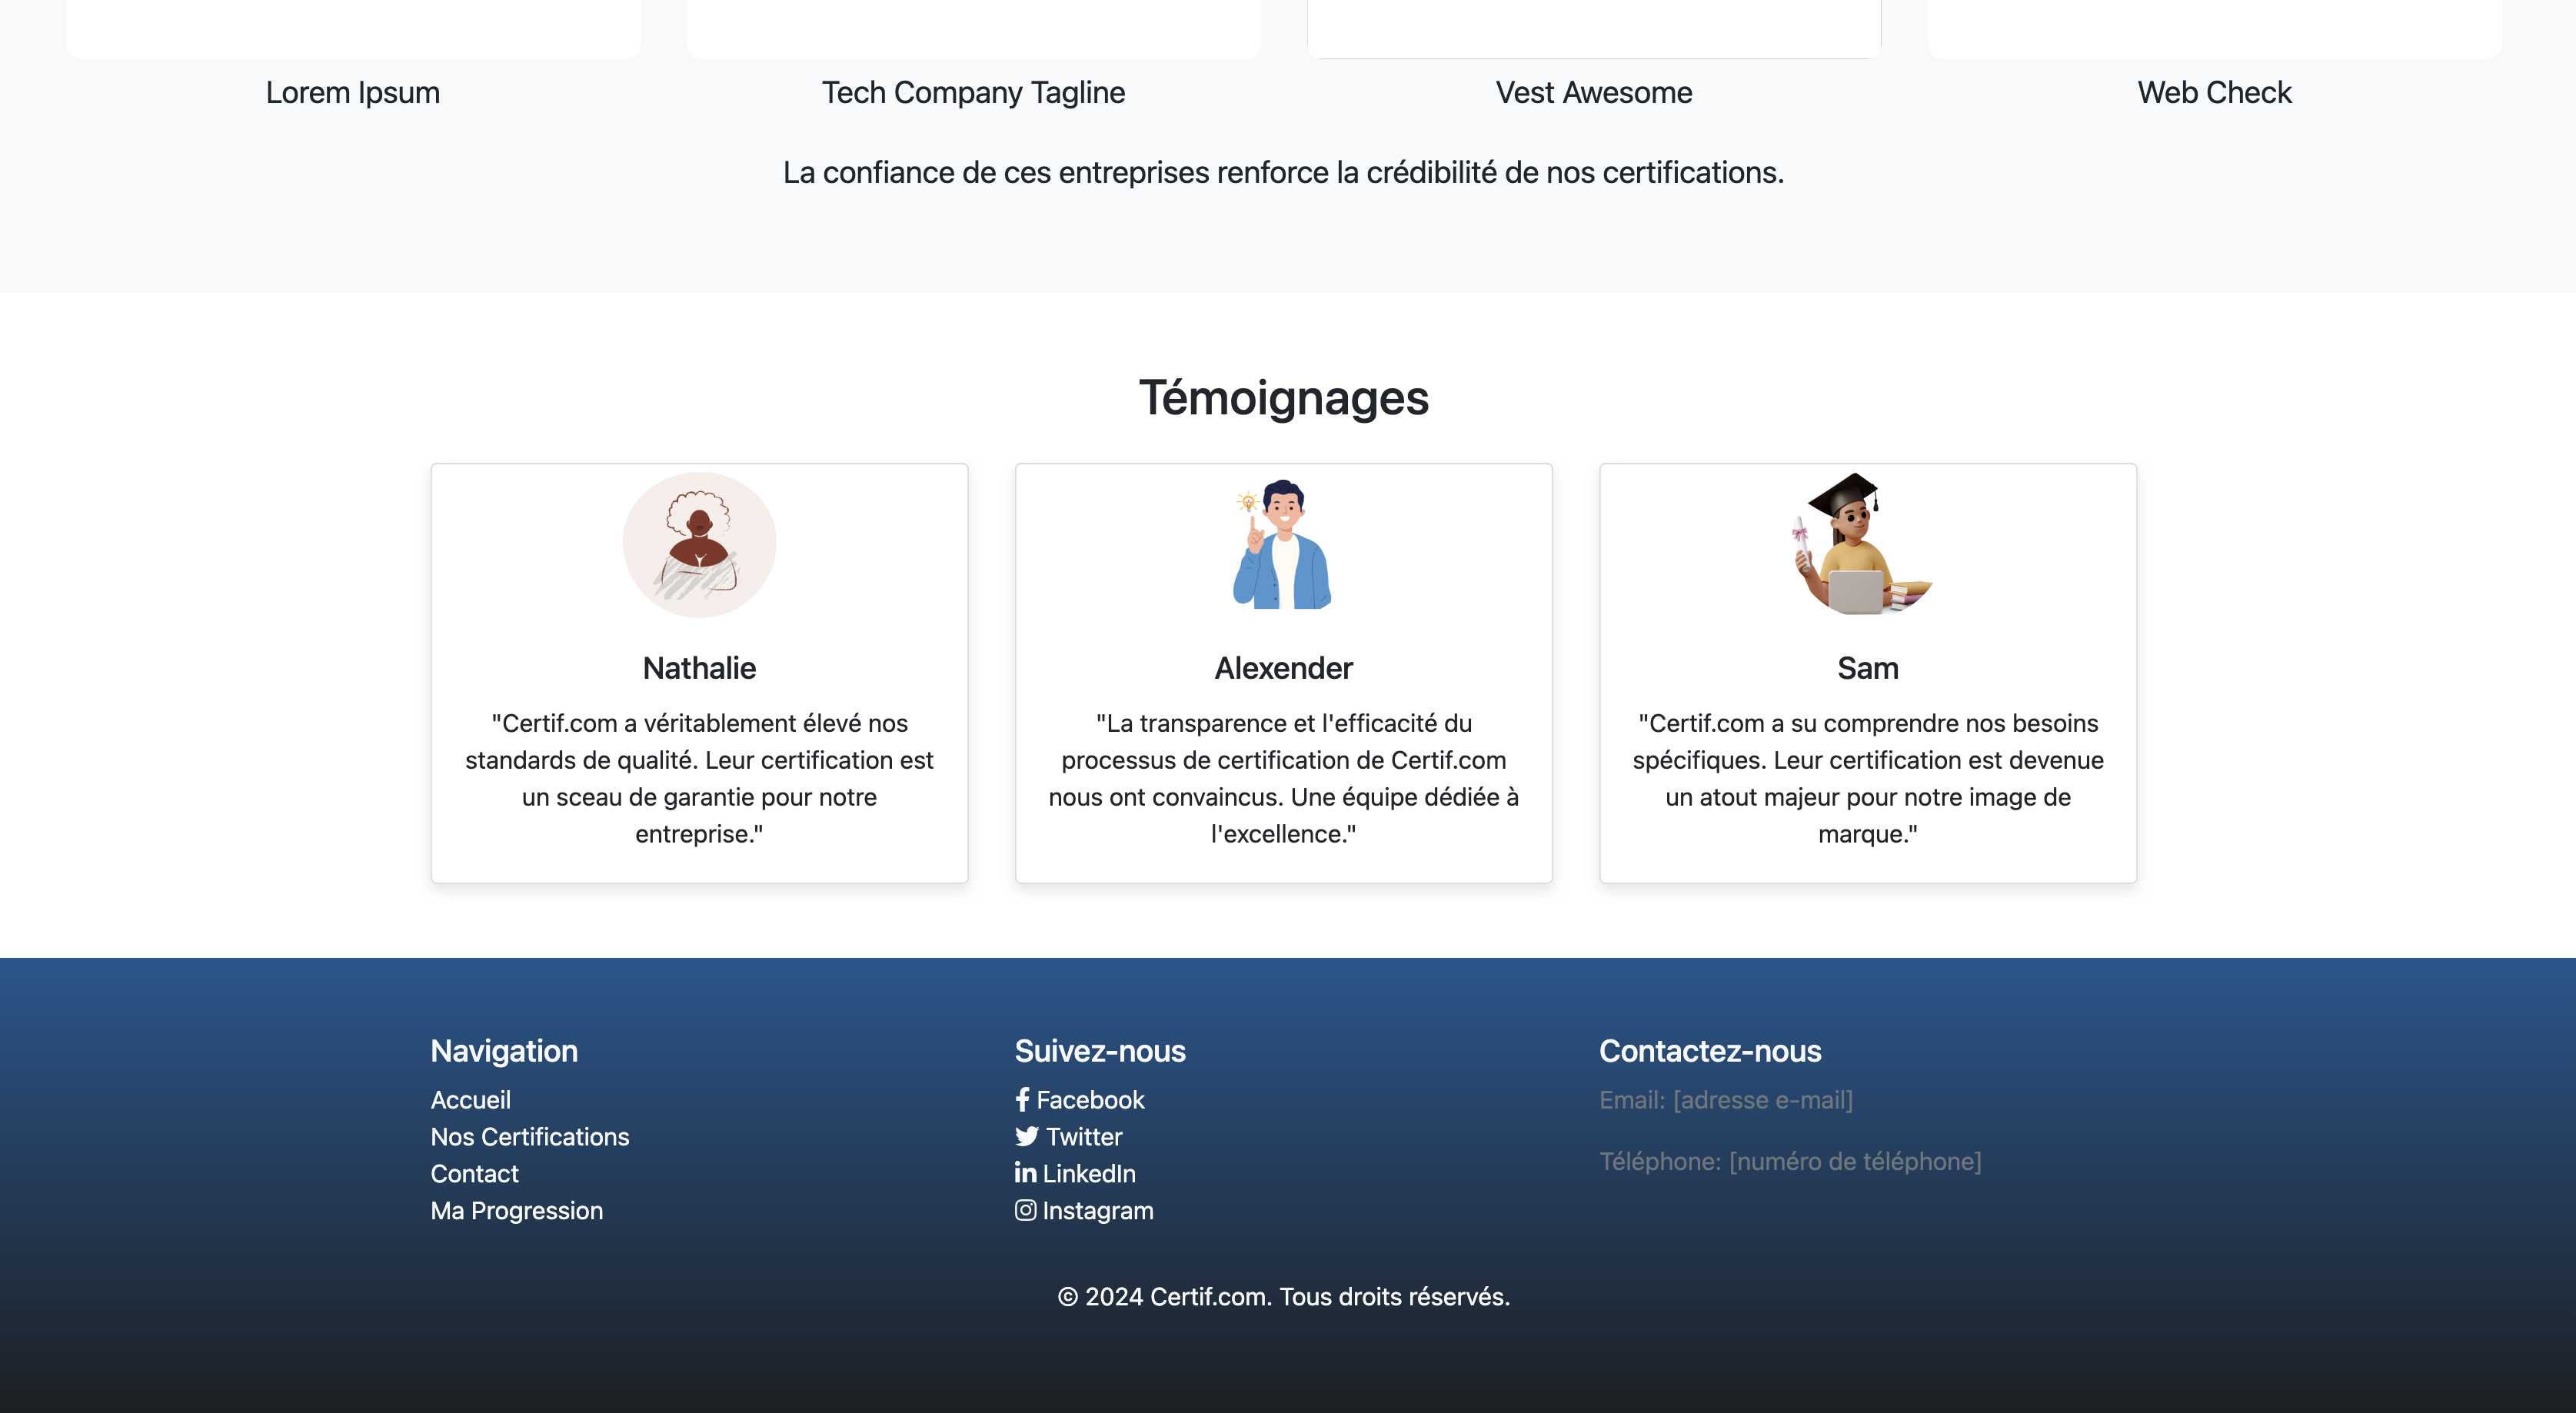 Lorem Ipsum
Tech Company Tagline
Vest Awesome
Web Check
La confiance de ces entreprises renforce la crédibilité de nos certifications.
Témoignages
Nathalie
"Certif.com a véritablement élevé nos
standards de qualité. Leur certification est
un sceau de garantie pour notre
entreprise."
Alexender
"La transparence et l'efficacité du
processus de certification de Certif.com
nous ont convaincus. Une équipe dédiée à
l'excellence."
Sam
"Certif.com a su comprendre nos besoins
spécifiques. Leur certification est devenue
un atout majeur pour notre image de
marque."
Navigation
Accueil
Nos Certifications
Contact
Ma Progression
Suivez-nous
Facebook
Twitter
LinkedIn
Instagram
Contactez-nous
Email: [adresse e-mail]
Téléphone: [numéro de téléphone]
© 2024 Certif.com. Tous droits réservés.